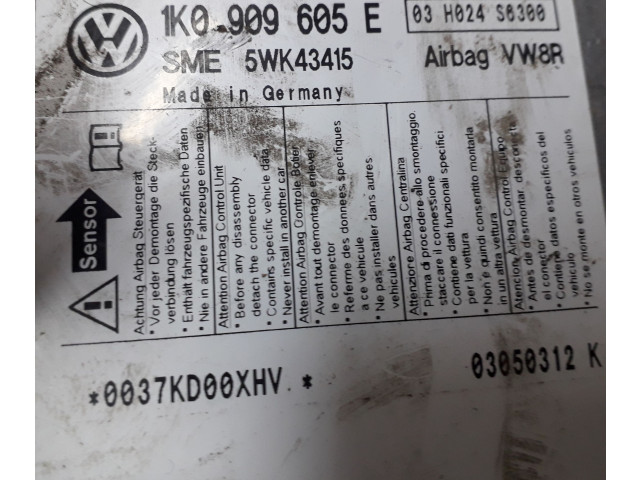 1K0 909 605 E
03 H024 S6300
SME 5WK43415
Airbag VW8R
Made in Germany
Sensor
Achtung Airbag Steuergerät
• Vor jeder Demontage die Steck-
verbindung lösen
• Enthält fahrzeugspezifische Daten
• Nie in andere Fahrzeuge einbauen
Attention Airbag Control Unit
• Before any disassembly
detach the connector
• Contains specific vehicle data
• Never install in another car
Attention Airbag Controle Boîtier
• Avant tout demontage enlever
le connecteur
• Referme des donnees specifiques
a ce vehicule
• Ne pas installer dans autres
vehicules
Attenzione Airbag Centralina
• Prima di procedere allo smontaggio,
staccare il connessione
• Contiene dati funzionali specifici
per la vettura
• Non è quindi consentito montarla
in un altra vettura
Atencion Airbag Control Equipo
• Antes de desmontar, desconecta
el conector
• Contiene datos especificos del
vehiculo
• No se monte en otros vehiculos
*0037KD00XHV *
03050312 K